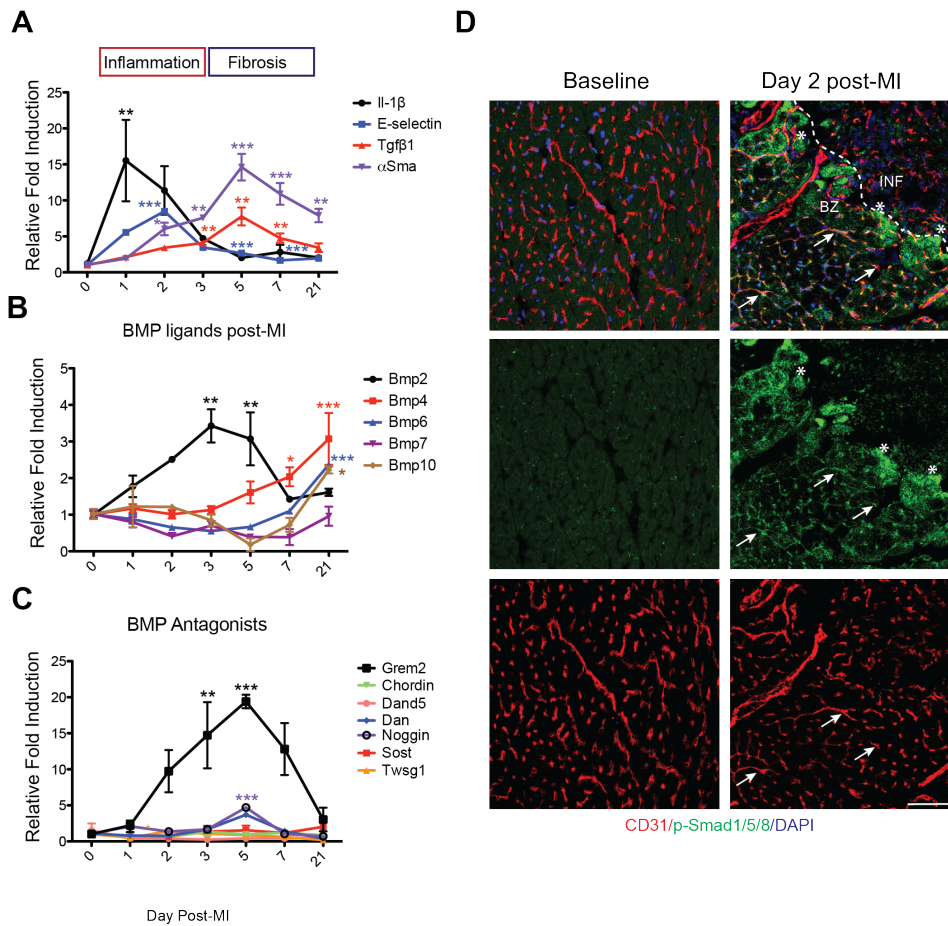 A
Inflammation Fibrosis
Relative Fold Induction
25
20
15
10
5
0
** 
***
*
**
**
***
**
***
***
**
***
**
0 1 2 3 5 7 21
Il-1β
E-selectin
Tgfβ1
αSma
B
BMP ligands post-MI
Relative Fold Induction
5
4
3
2
1
0
**
**
*
***
***
*
0 1 2 3 5 7 21
Bmp2
Bmp4
Bmp6
Bmp7
Bmp10
C
BMP Antagonists
Relative Fold Induction
25
20
15
10
5
0
**
***
***
0 1 2 3 5 7 21
Grem2
Chordin
Dand5
Dan
Noggin
Sost
Twsg1
Day Post-MI
D
Baseline
Day 2 post-MI
*
INF
BZ
*
*
*
*
*
CD31/p-Smad1/5/8/DAPI